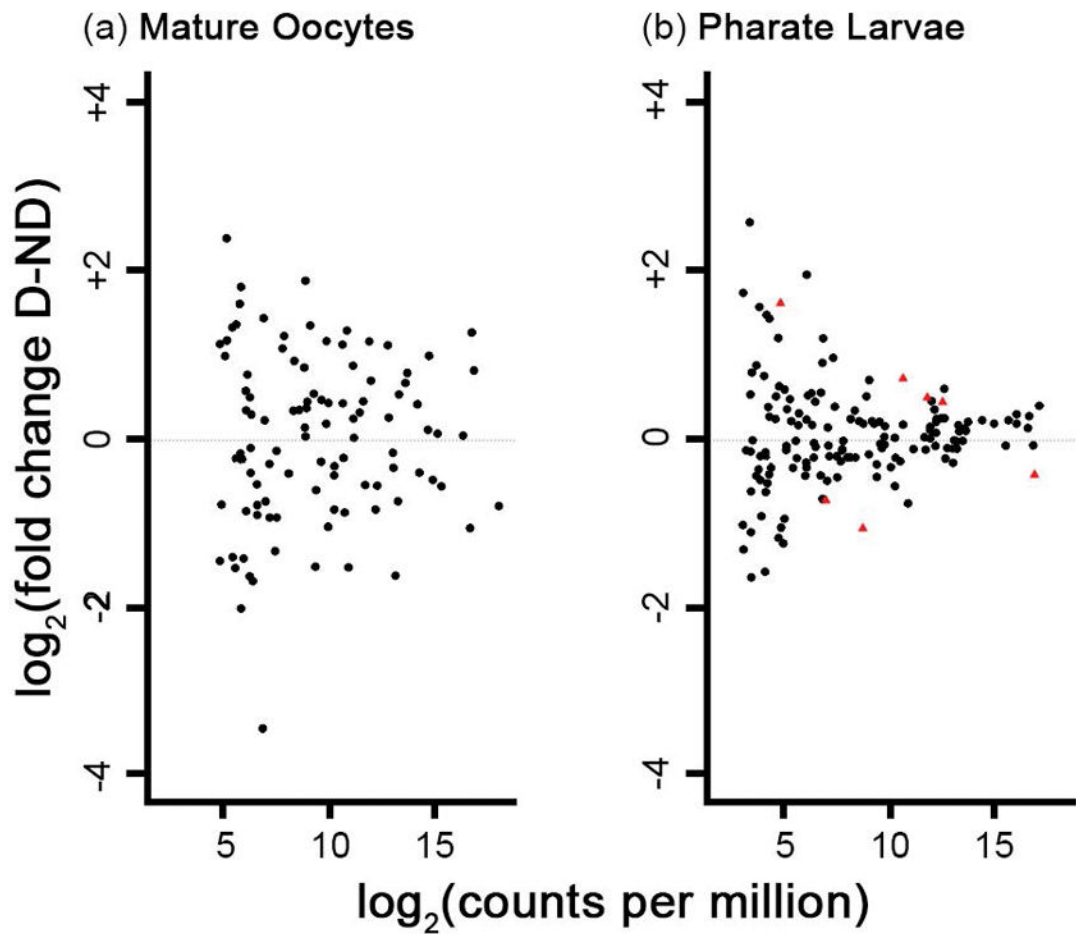 (a) Mature Oocytes
(b) Pharate Larvae
log₂(fold change D-ND)
+4
+2
0
-2
-4
+4
+2
0
-2
-4
5 10 15
5 10 15
log₂(counts per million)